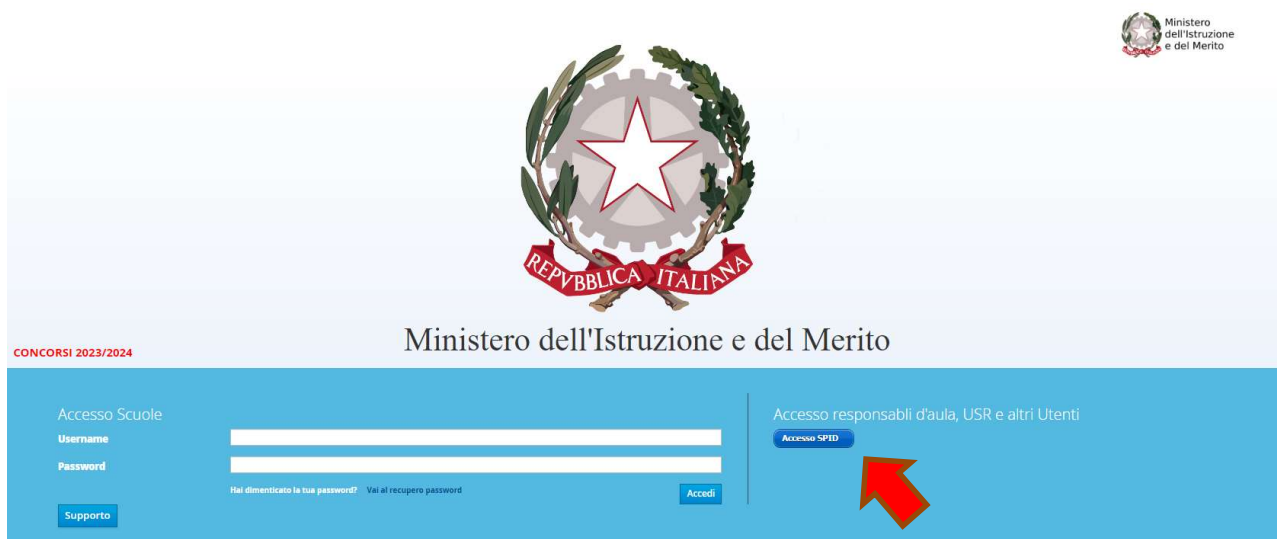 Ministero
dell'Istruzione
e del Merito
REPVBBLICA ITALIANA
Ministero dell'Istruzione e del Merito
CONCORSI 2023/2024
Accesso Scuole
Username
Password
Hai dimenticato la tua password? Vai al recupero password
Accedi
Supporto
Accesso responsabli d'aula, USR e altri Utenti
Accesso SPID